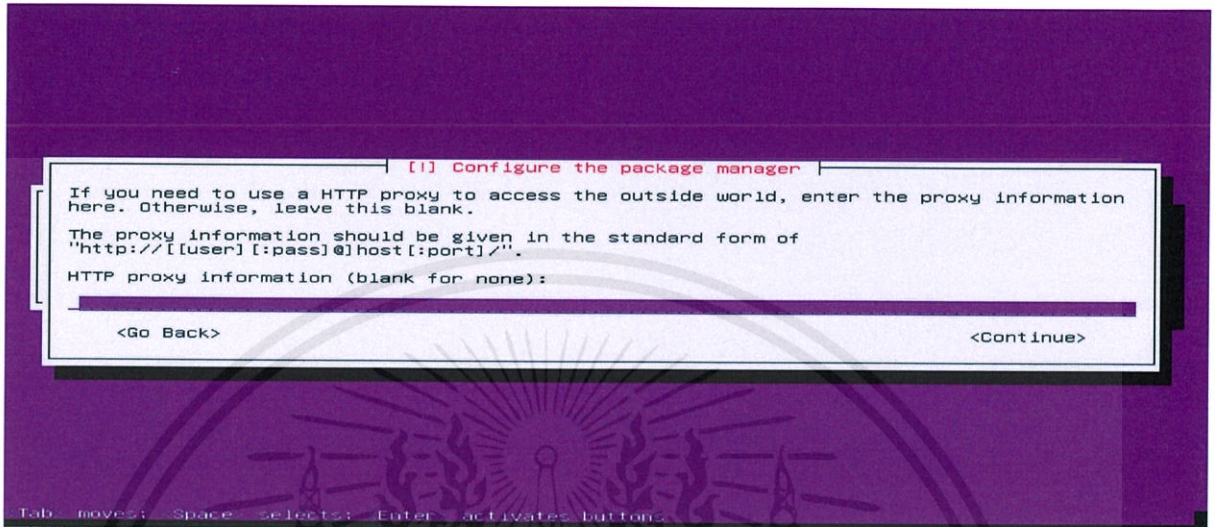 [!] Configure the package manager
If you need to use a HTTP proxy to access the outside world, enter the proxy information
here. Otherwise, leave this blank.
The proxy information should be given in the standard form of
"http://[[user][:pass]@]host[:port]/".
HTTP proxy information (blank for none):
<Go Back> <Continue>
<Tab> moves; <Space> selects; <Enter> activates buttons